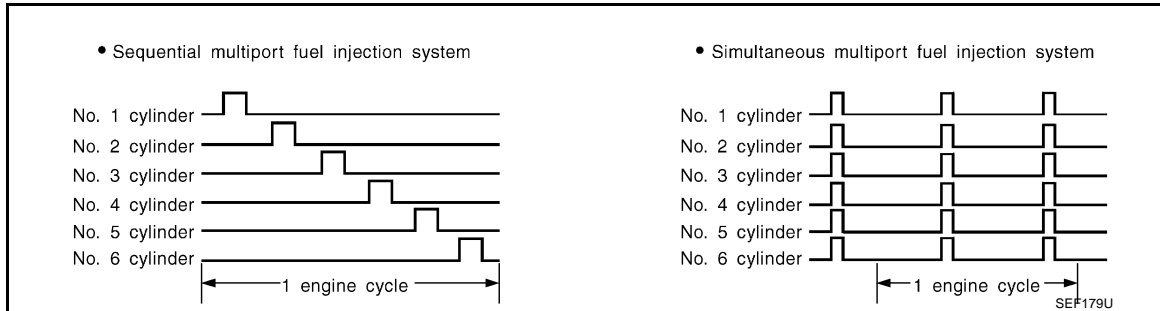 • Sequential multiport fuel injection system
No. 1 cylinder
No. 2 cylinder
No. 3 cylinder
No. 4 cylinder
No. 5 cylinder
No. 6 cylinder
1 engine cycle
• Simultaneous multiport fuel injection system
No. 1 cylinder
No. 2 cylinder
No. 3 cylinder
No. 4 cylinder
No. 5 cylinder
No. 6 cylinder
1 engine cycle
SEF179U